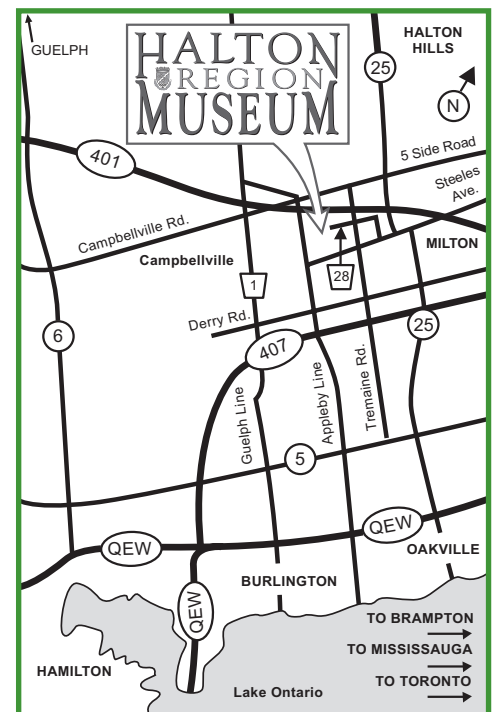 GUELPH
HALTON
REGION
MUSEUM
HALTON
HILLS
25
N
401
5 Side Road
Steeles
Ave.
Campbellville Rd.
Campbellville
MILTON
1
28
Derry Rd.
6
407
25
Guelph Line
Appleby Line
Tremaine Rd.
5
QEW
QEW
OAKVILLE
QEW
BURLINGTON
TO BRAMPTON
TO MISSISSAUGA
TO TORONTO
HAMILTON
Lake Ontario